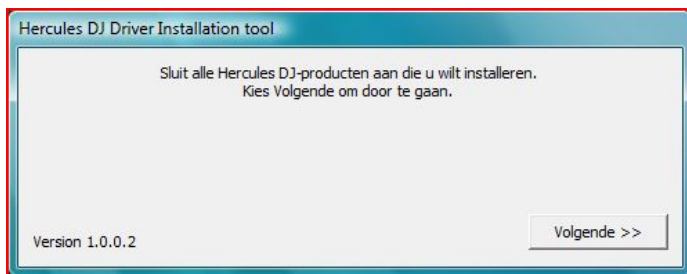 Hercules DJ Driver Installation tool
Sluit alle Hercules DJ-producten aan die u wilt installeren.
Kies Volgende om door te gaan.
Version 1.0.0.2
Volgende >>